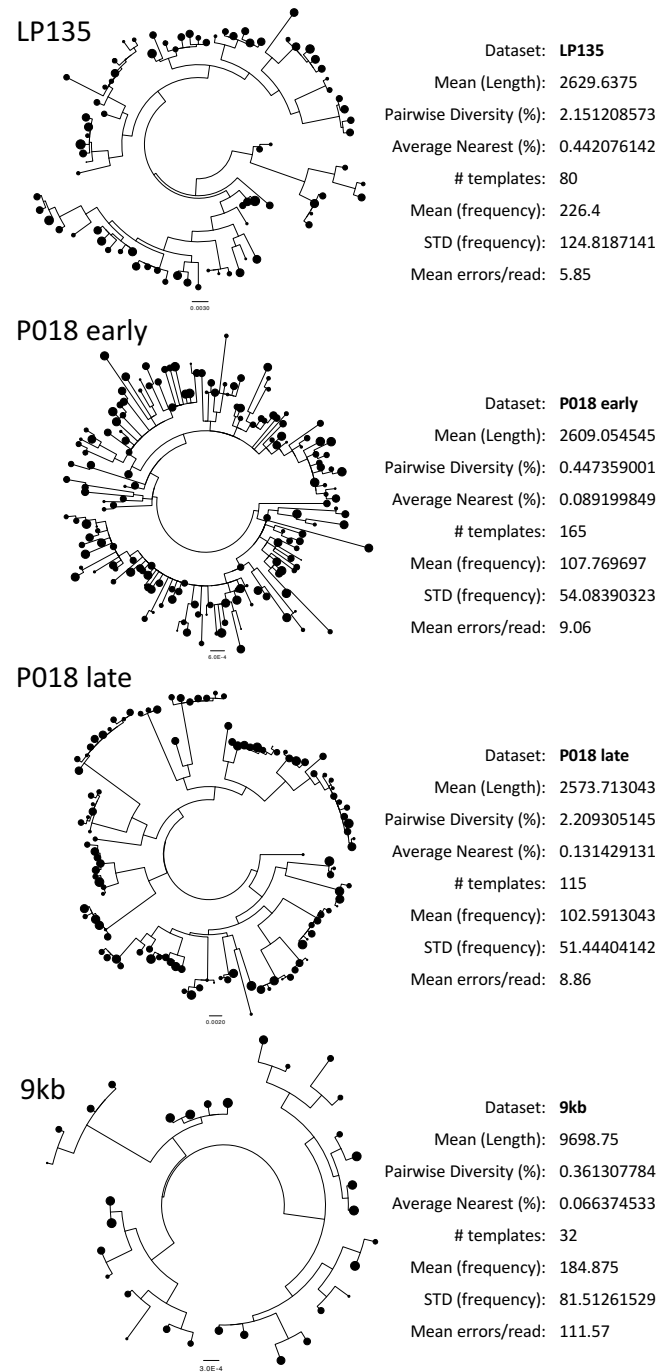 LP135
Dataset: LP135
Mean (Length): 2629.6375
Pairwise Diversity (%): 2.151208573
Average Nearest (%): 0.442076142
# templates: 80
Mean (frequency): 226.4
STD (frequency): 124.8187141
Mean errors/read: 5.85
0.0030
P018 early
Dataset: P018 early
Mean (Length): 2609.054545
Pairwise Diversity (%): 0.447359001
Average Nearest (%): 0.089199849
# templates: 165
Mean (frequency): 107.769697
STD (frequency): 54.08390323
Mean errors/read: 9.06
6.0E-4
P018 late
Dataset: P018 late
Mean (Length): 2573.713043
Pairwise Diversity (%): 2.209305145
Average Nearest (%): 0.131429131
# templates: 115
Mean (frequency): 102.5913043
STD (frequency): 51.44404142
Mean errors/read: 8.86
0.0020
9kb
Dataset: 9kb
Mean (Length): 9698.75
Pairwise Diversity (%): 0.361307784
Average Nearest (%): 0.066374533
# templates: 32
Mean (frequency): 184.875
STD (frequency): 81.51261529
Mean errors/read: 111.57
3.0E-4